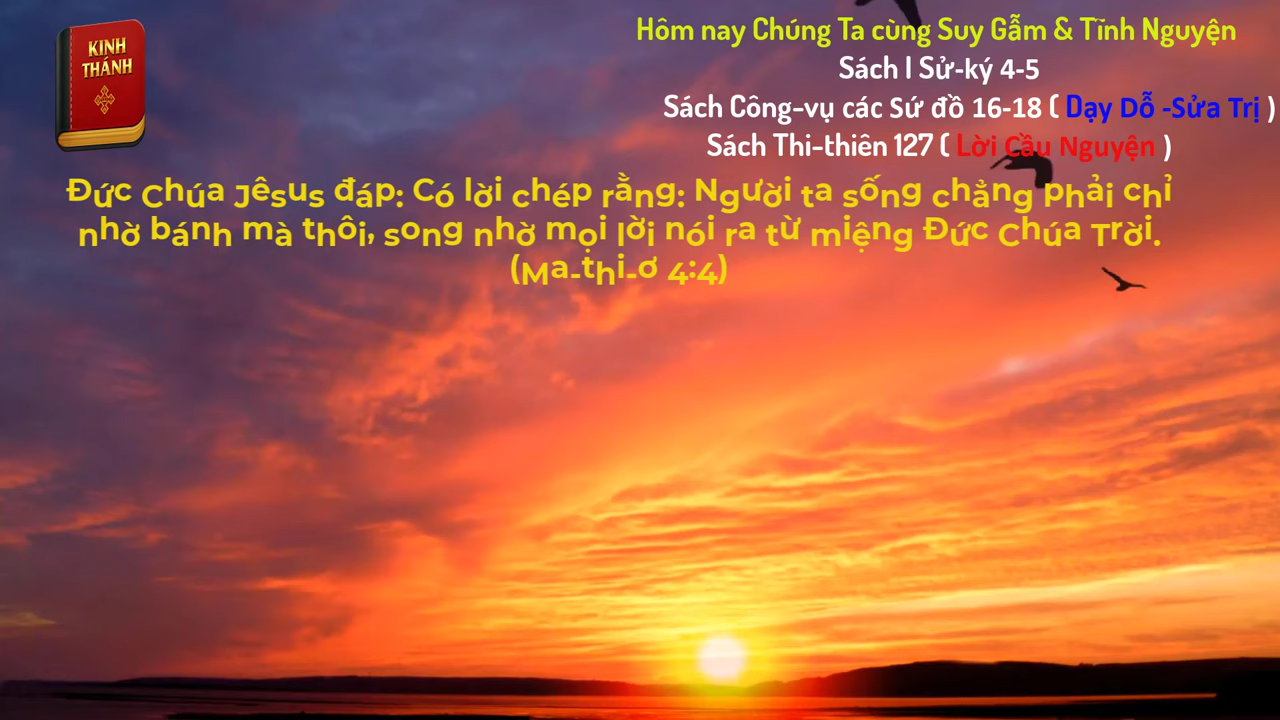 KINH
THÁNH
Hôm nay Chúng Ta cùng Suy Gẫm & Tĩnh Nguyện
Sách I Sử-ký 4-5
Sách Công-vụ các Sứ đồ 16-18 ( Dạy Dỗ -Sửa Trị )
Sách Thi-thiên 127 ( Lời Cầu Nguyện )
Đức Chúa Jêsus đáp: Có lời chép rằng: Người ta sống chẳng phải chỉ
nhờ bánh mà thôi, song nhờ mọi lời nói ra từ miệng Đức Chúa Trời.
(Ma-thi-ơ 4:4)